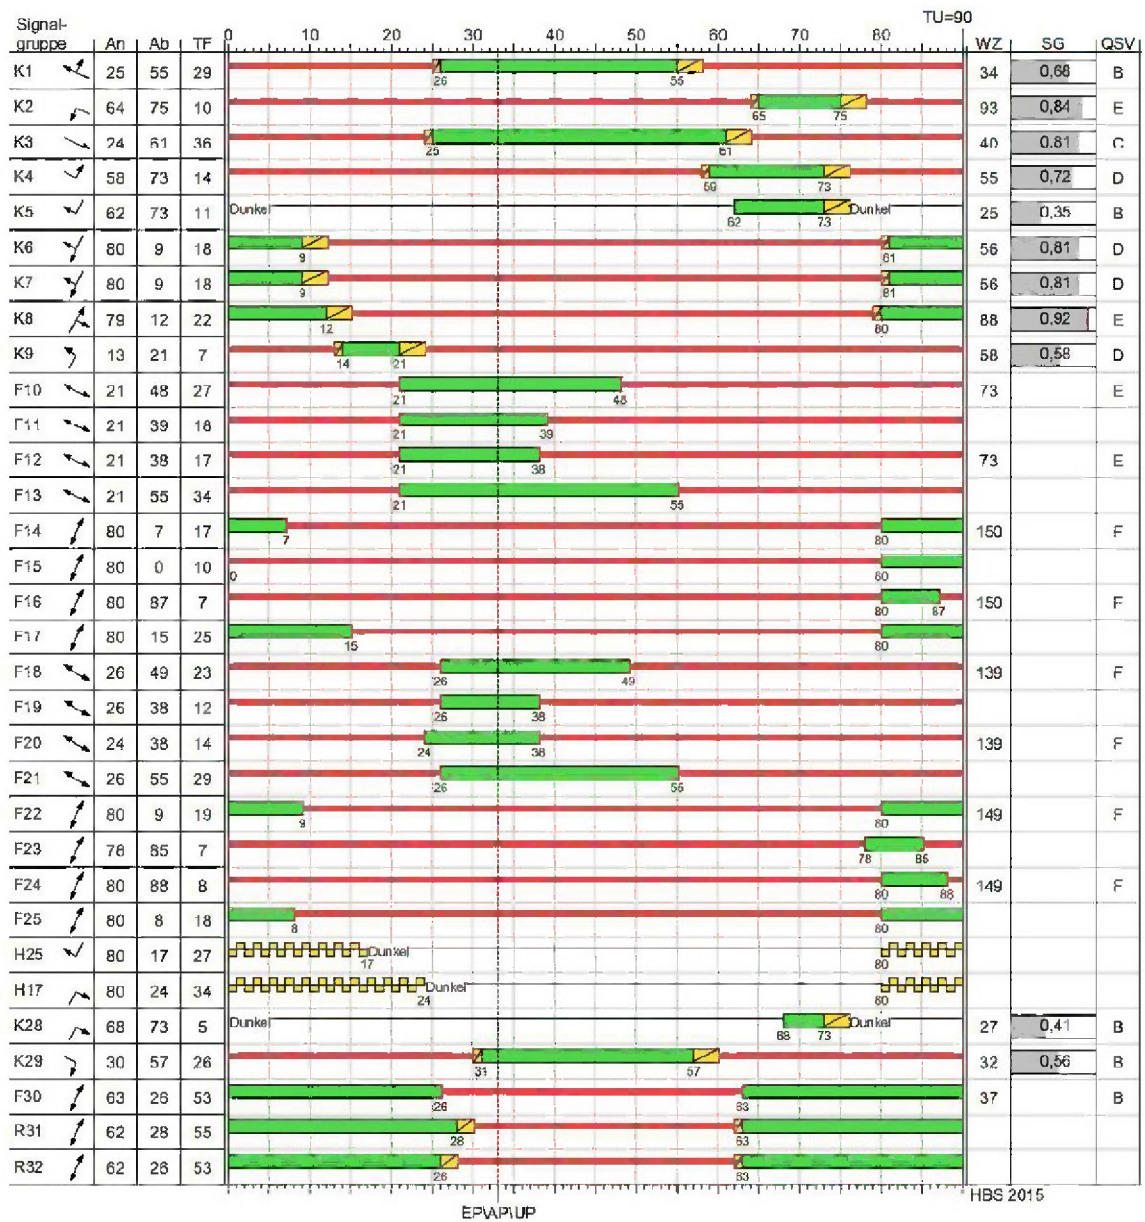 TU=90
Signal-
gruppe An Ab TF 0 10 20 30 40 50 60 70 80 WZ SG QSV
K1 25 55 29 34 0,68 B
26 55
K2 64 75 10 93 0,84 E
65 75
K3 24 61 36 40 0,81 C
25 61
K4 58 73 14 55 0,72 D
59 73
K5 62 73 11 Dunkel Dunkel 25 0,35 B
62 73
K6 80 9 18 56 0,81 D
9 81
K7 80 9 18 56 0,81 D
9 81
K8 79 12 22 88 0,92 E
12 80
K9 13 21 7 58 0,58 D
14 21
F10 21 48 27 73 E
21 48
F11 21 39 18
21 39
F12 21 38 17 73 E
21 38
F13 21 55 34
21 55
F14 80 7 17 150 F
7 80
F15 80 0 10
0 80
F16 80 87 7 150 F
80 87
F17 80 15 25
15 80
F18 26 49 23 139 F
26 49
F19 26 38 12
26 38
F20 24 38 14 139 F
24 38
F21 26 55 29
26 55
F22 80 9 19 149 F
9 80
F23 78 85 7
78 85
F24 80 88 8 149 F
80 88
F25 80 8 18
8 80
H25 80 17 27 Dunkel
17 80
H17 80 24 34 Dunkel
24 80
K28 68 73 5 Dunkel Dunkel 27 0,41 B
68 73
K29 30 57 26 32 0,56 B
31 57
F30 63 26 53 37 B
26 63
R31 62 28 55
28 63
R32 62 26 53
26 63
HBS 2015
EP\AP\UP